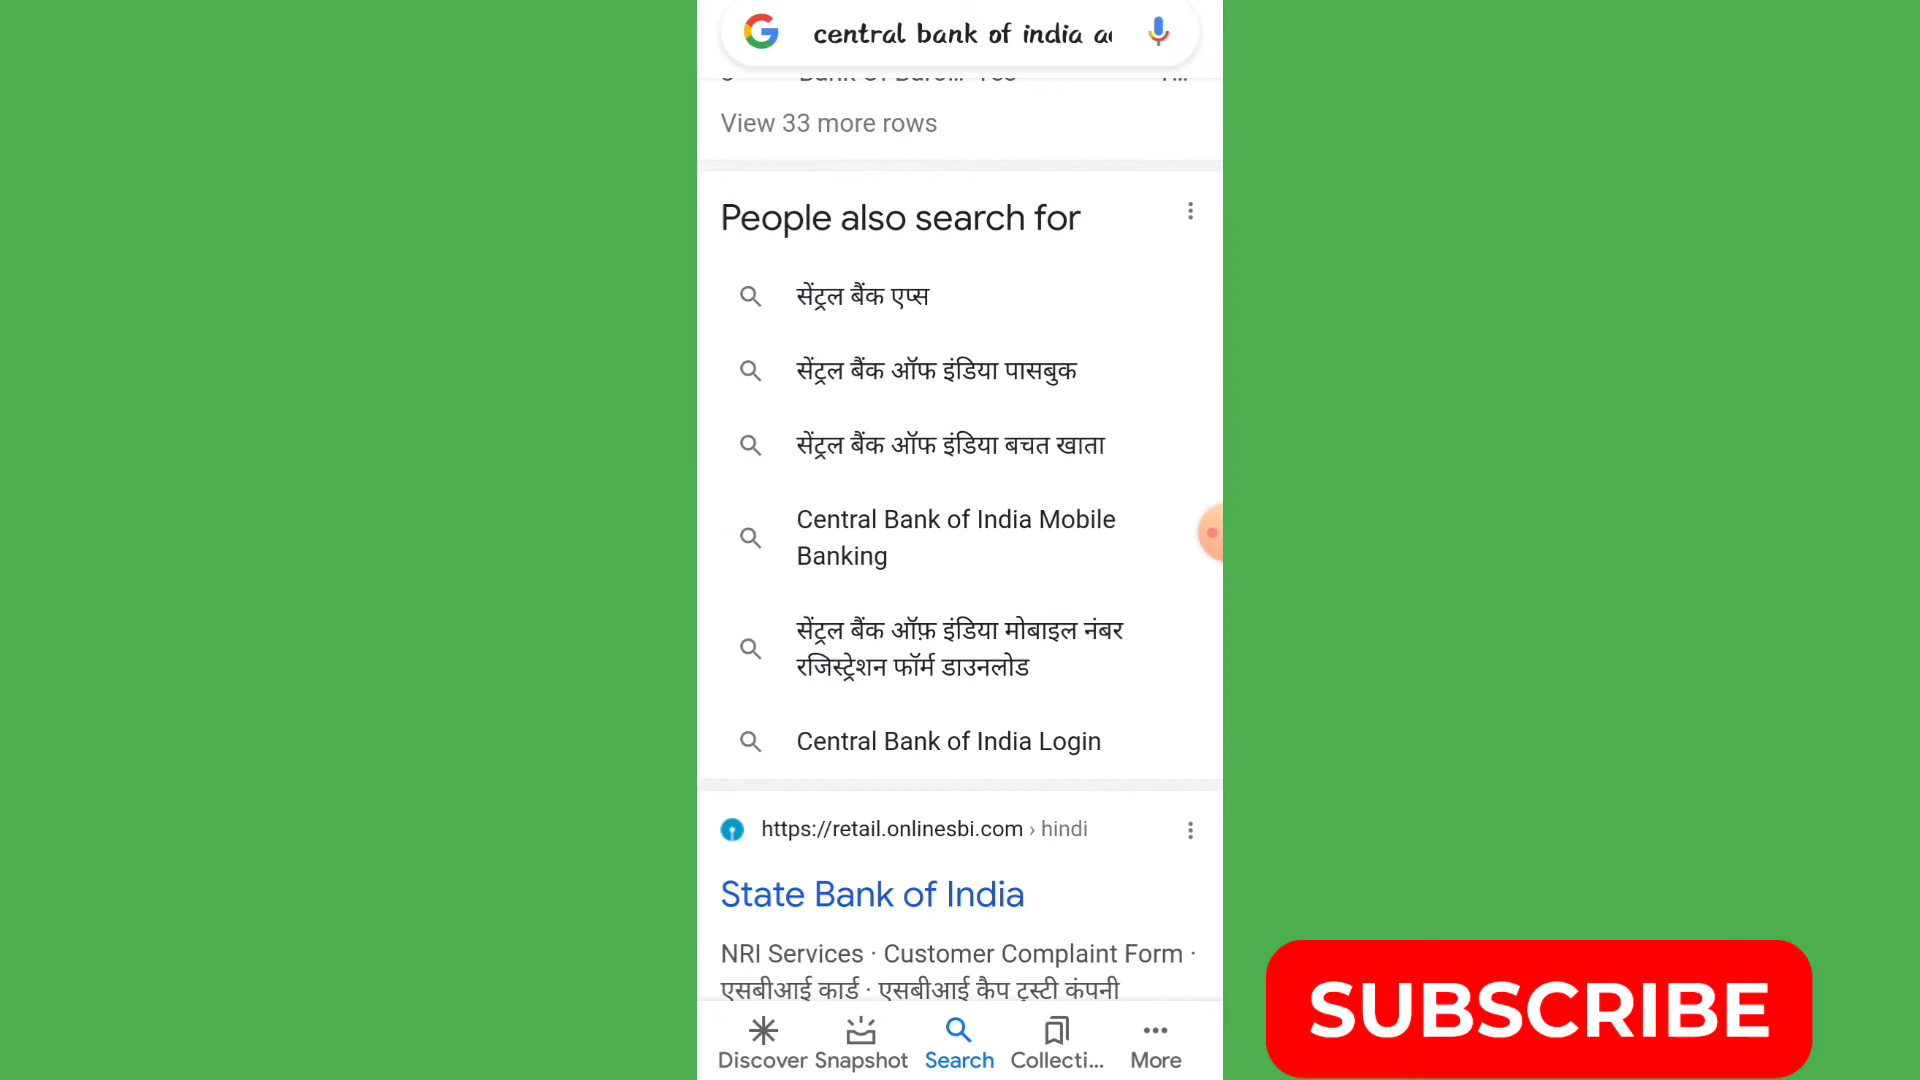 central bank of india a
View 33 more rows
People also search for
सेंट्रल बैंक एप्स
सेंट्रल बैंक ऑफ इंडिया पासबुक
सेंट्रल बैंक ऑफ इंडिया बचत खाता
Central Bank of India Mobile
Banking
सेंट्रल बैंक ऑफ़ इंडिया मोबाइल नंबर
रजिस्ट्रेशन फॉर्म डाउनलोड
Central Bank of India Login
https://retail.onlinesbi.com › hindi
State Bank of India
NRI Services · Customer Complaint Form ·
एसबीआई कार्ड · एसबीआई कैप ट्रस्टी कंपनी
Discover Snapshot Search Collecti... More
SUBSCRIBE